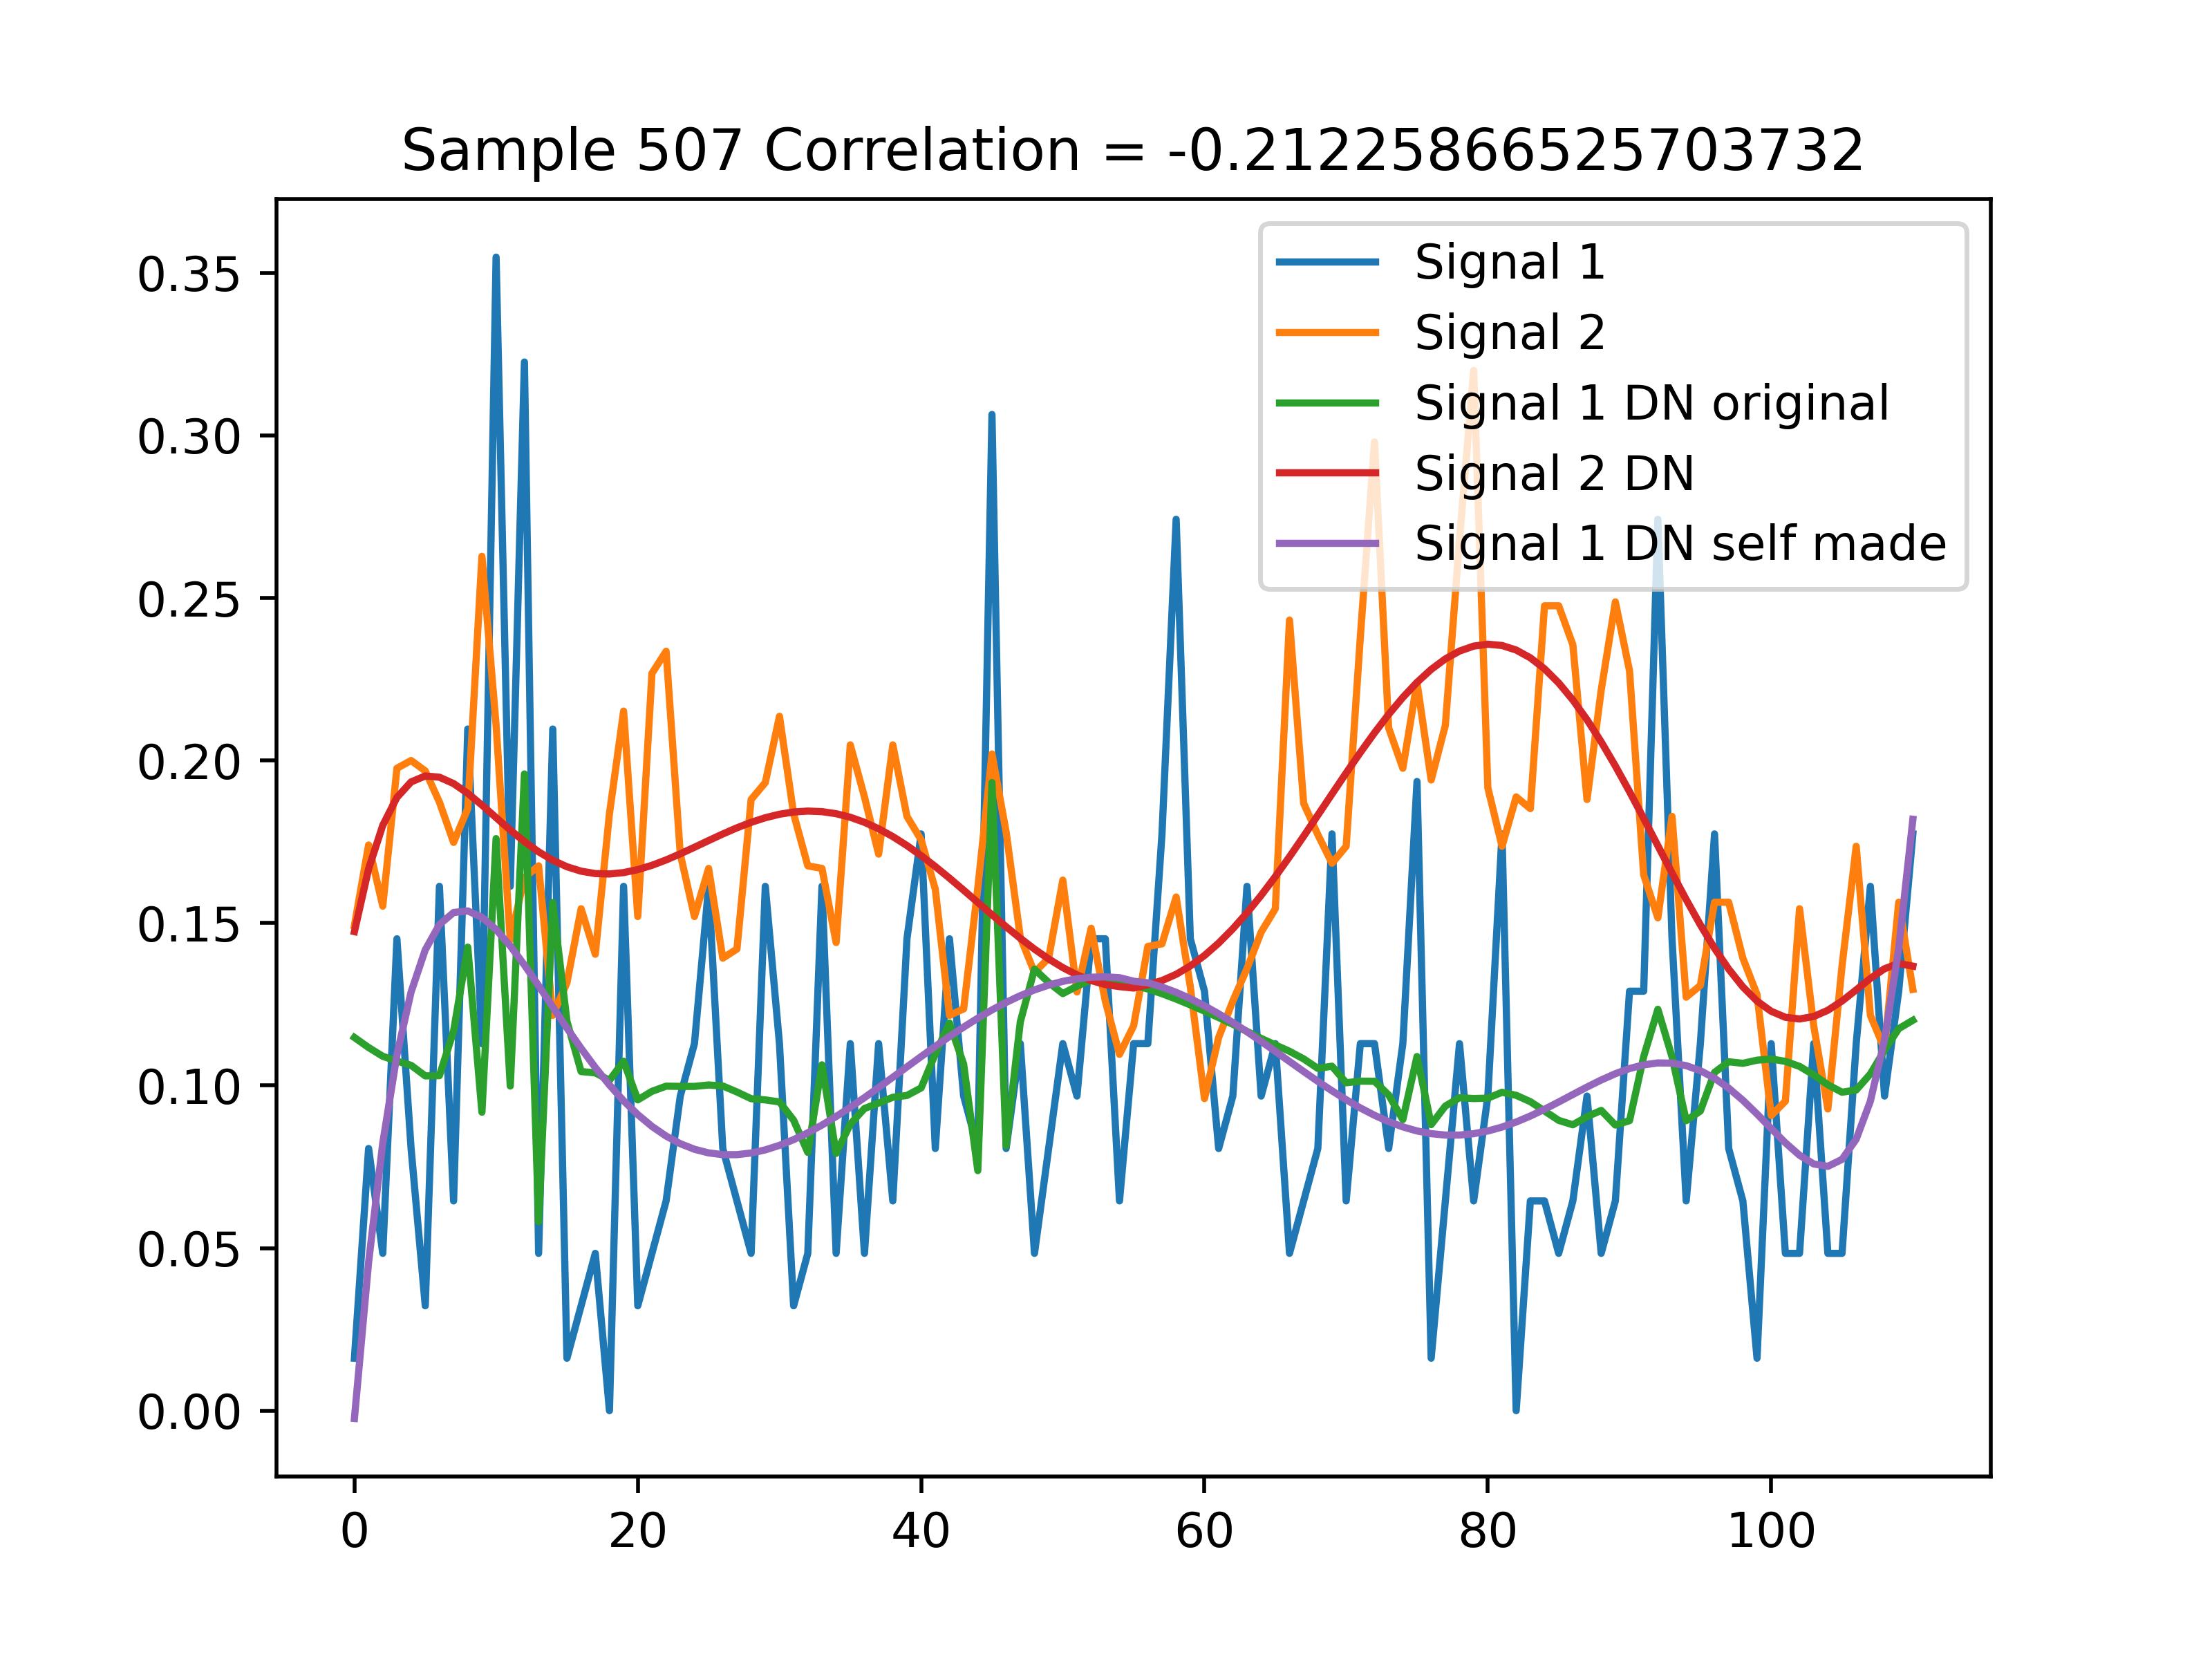 Sample 507 Correlation = -0.21225866525703732
Signal 1
Signal 2
Signal 1 DN original
Signal 2 DN
Signal 1 DN self made
0.35
0.30
0.25
0.20
0.15
0.10
0.05
0.00
0 20 40 60 80 100